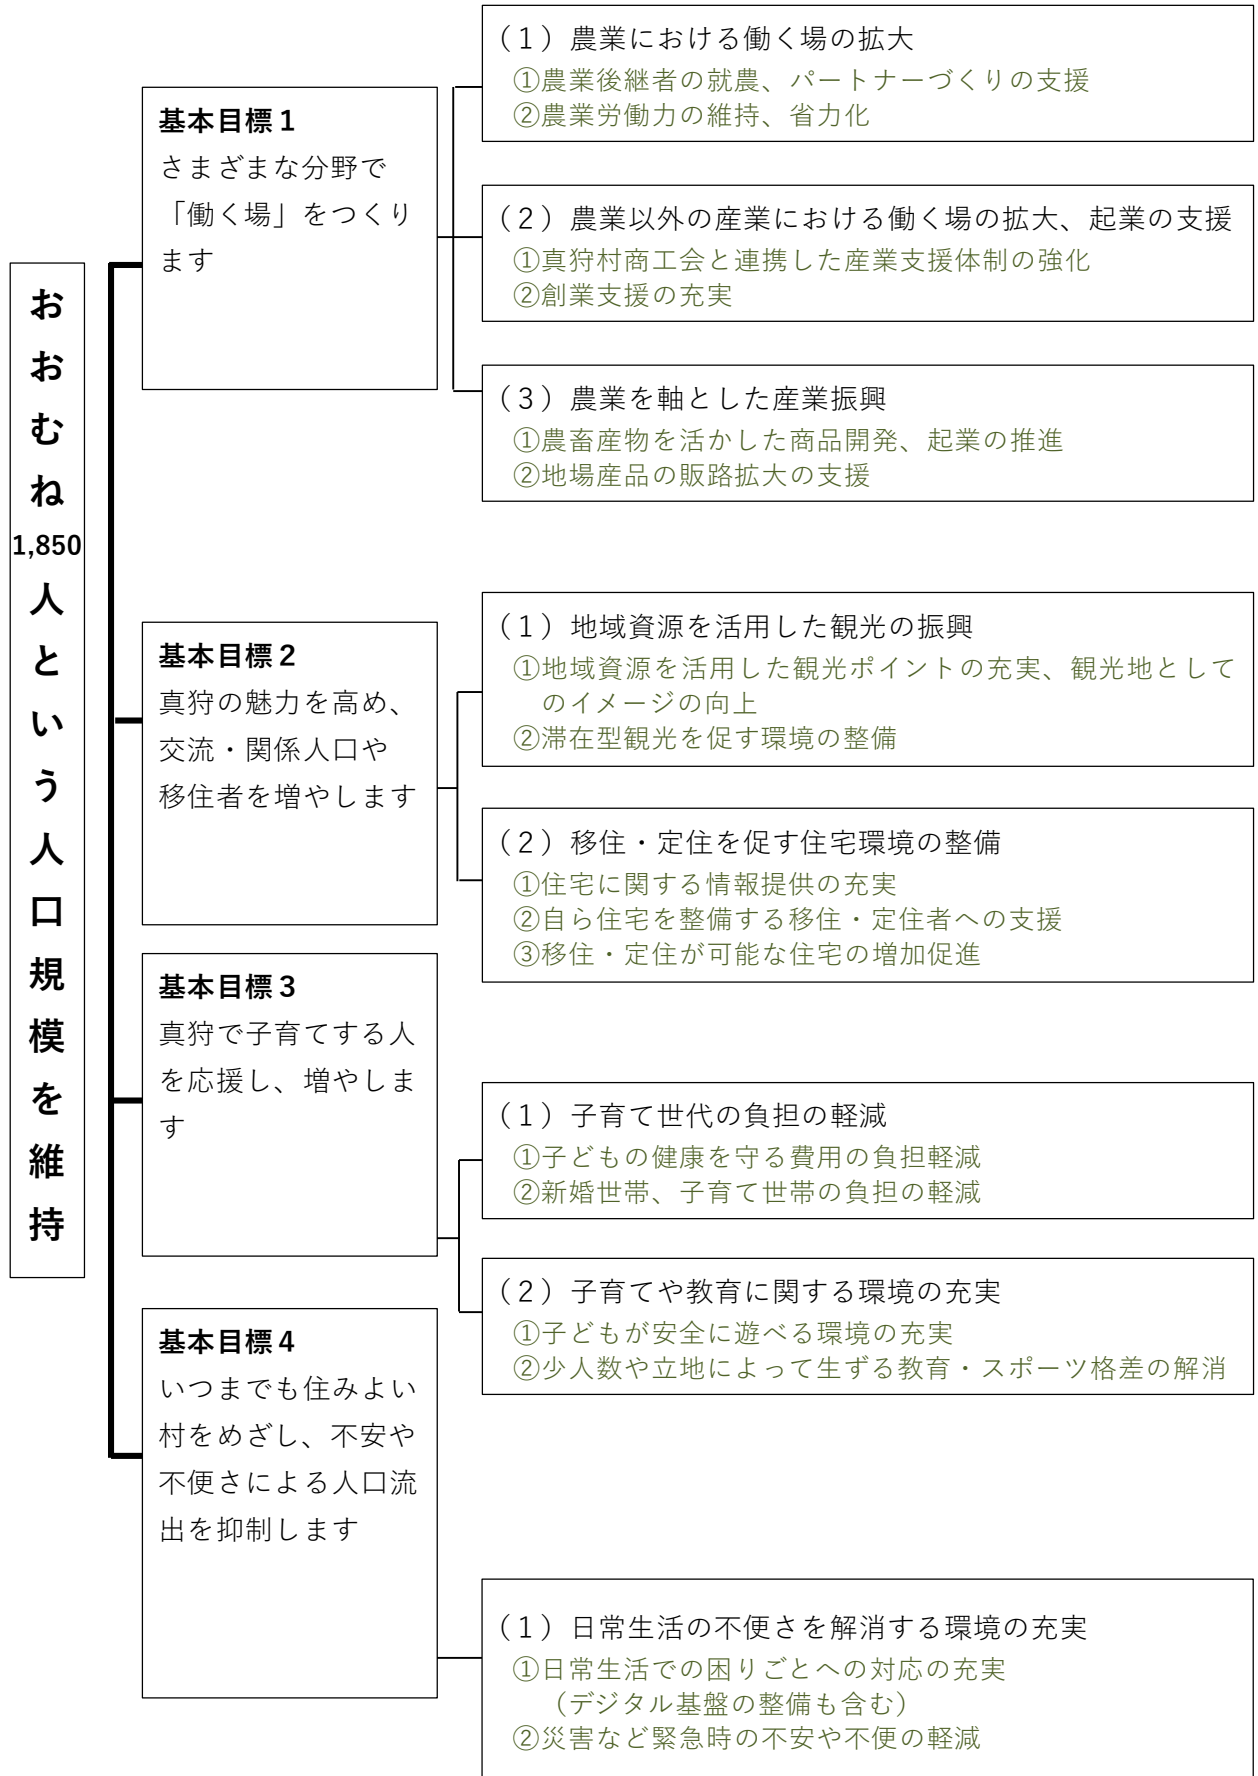 おおむね1,850人という人口規模を維持
基本目標1
さまざまな分野で
「働く場」をつくり
ます
(1)農業における働く場の拡大
①農業後継者の就農、パートナーづくりの支援
②農業労働力の維持、省力化
(2)農業以外の産業における働く場の拡大、起業の支援
①真狩村商工会と連携した産業支援体制の強化
②創業支援の充実
(3)農業を軸とした産業振興
①農畜産物を活かした商品開発、起業の推進
②地場産品の販路拡大の支援
基本目標2
真狩の魅力を高め、
交流・関係人口や
移住者を増やします
(1)地域資源を活用した観光の振興
①地域資源を活用した観光ポイントの充実、観光地として
のイメージの向上
②滞在型観光を促す環境の整備
(2)移住・定住を促す住宅環境の整備
①住宅に関する情報提供の充実
②自ら住宅を整備する移住・定住者への支援
③移住・定住が可能な住宅の増加促進
基本目標3
真狩で子育てする人
を応援し、増やしま
す
(1)子育て世代の負担の軽減
①子どもの健康を守る費用の負担軽減
②新婚世帯、子育て世帯の負担の軽減
(2)子育てや教育に関する環境の充実
①子どもが安全に遊べる環境の充実
②少人数や立地によって生ずる教育・スポーツ格差の解消
基本目標4
いつまでも住みよい
村をめざし、不安や
不便さによる人口流
出を抑制します
(1)日常生活の不便さを解消する環境の充実
①日常生活での困りごとへの対応の充実
(デジタル基盤の整備も含む)
②災害など緊急時の不安や不便の軽減